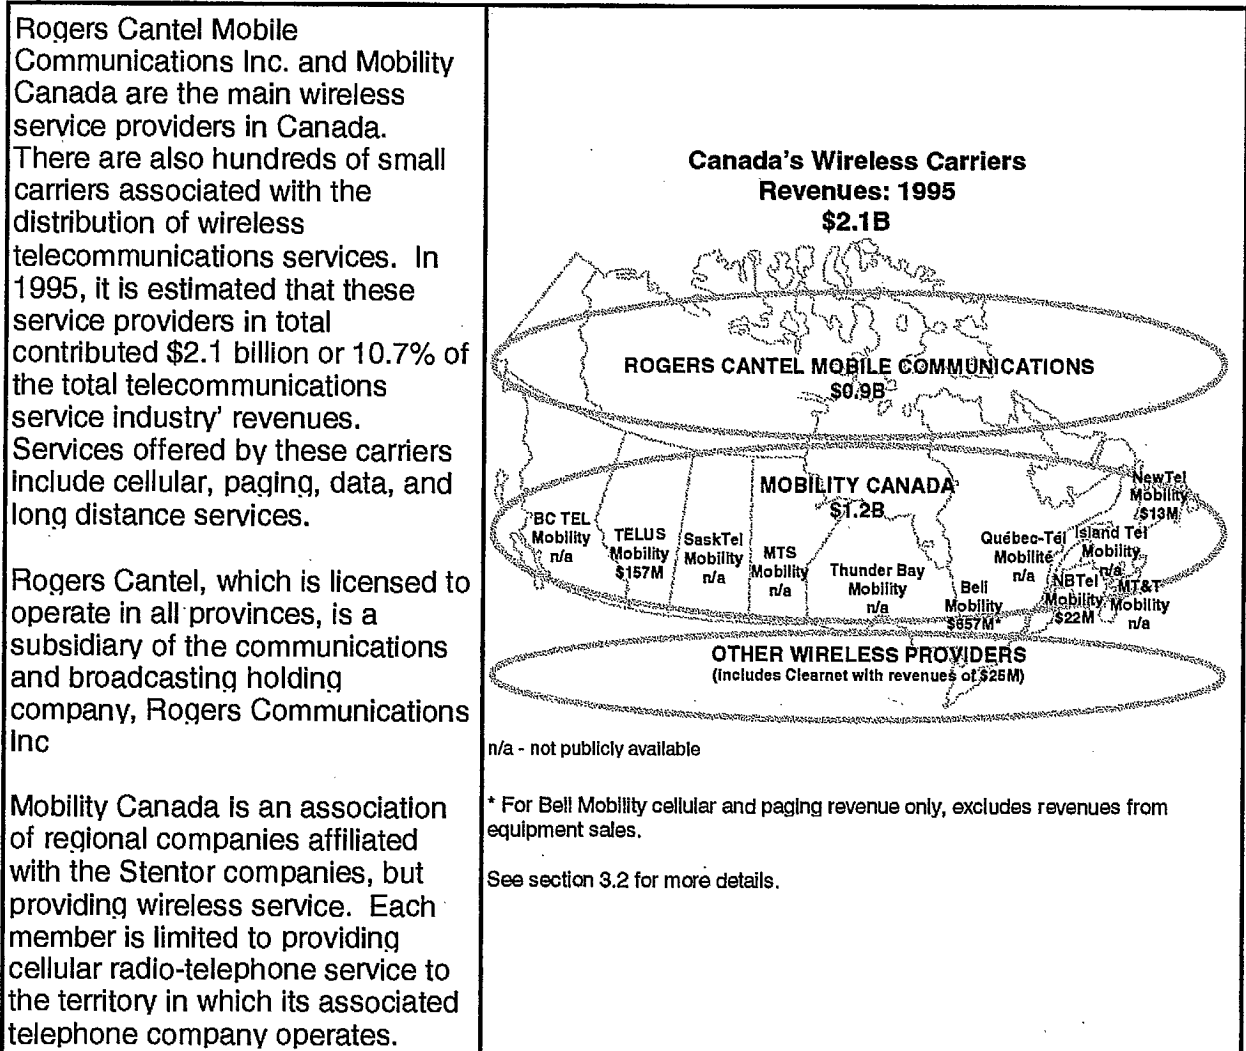 Rogers Cantel Mobile
Communications Inc. and Mobility
Canada are the main wireless
service providers in Canada.
There are also hundreds of small
carriers associated with the
distribution of wireless
telecommunications services. In
1995, it is estimated that these
service providers in total
contributed $2.1 billion or 10.7% of
the total telecommunications
service industry' revenues.
Services offered by these carriers
include cellular, paging, data, and
long distance services.
Rogers Cantel, which is licensed to
operate in all provinces, is a
subsidiary of the communications
and broadcasting holding
company, Rogers Communications
Inc
Mobility Canada is an association
of regional companies affiliated
with the Stentor companies, but
providing wireless service. Each
member is limited to providing
cellular radio-telephone service to
the territory in which its associated
telephone company operates.
Canada's Wireless Carriers
Revenues: 1995
$2.1B
ROGERS CANTEL MOBILE COMMUNICATIONS
$0.9B
MOBILITY CANADA
$1.2B
BC TEL
Mobility
n/a
TELUS
Mobility
$157M
SaskTel
Mobility
n/a
MTS
Mobility
n/a
Thunder Bay
Mobility
n/a
Bell
Mobility
$657M*
Québec-Tél
Mobilité
n/a
NBTel
Mobility
$22M
Island Tel
Mobility
n/a
MT&T
Mobility
n/a
NewTel
Mobility
$13M
OTHER WIRELESS PROVIDERS
(Includes Clearnet with revenues of $25M)
n/a - not publicly available
* For Bell Mobility cellular and paging revenue only, excludes revenues from
equipment sales.
See section 3.2 for more details.